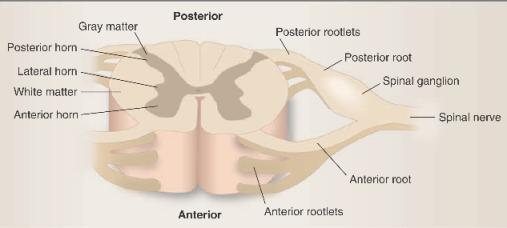 Posterior
Gray matter
Posterior rootlets
Posterior horn
Posterior root
Lateral horn
Spinal ganglion
White matter
Anterior horn
Spinal nerve
Anterior root
Anterior rootlets
Anterior